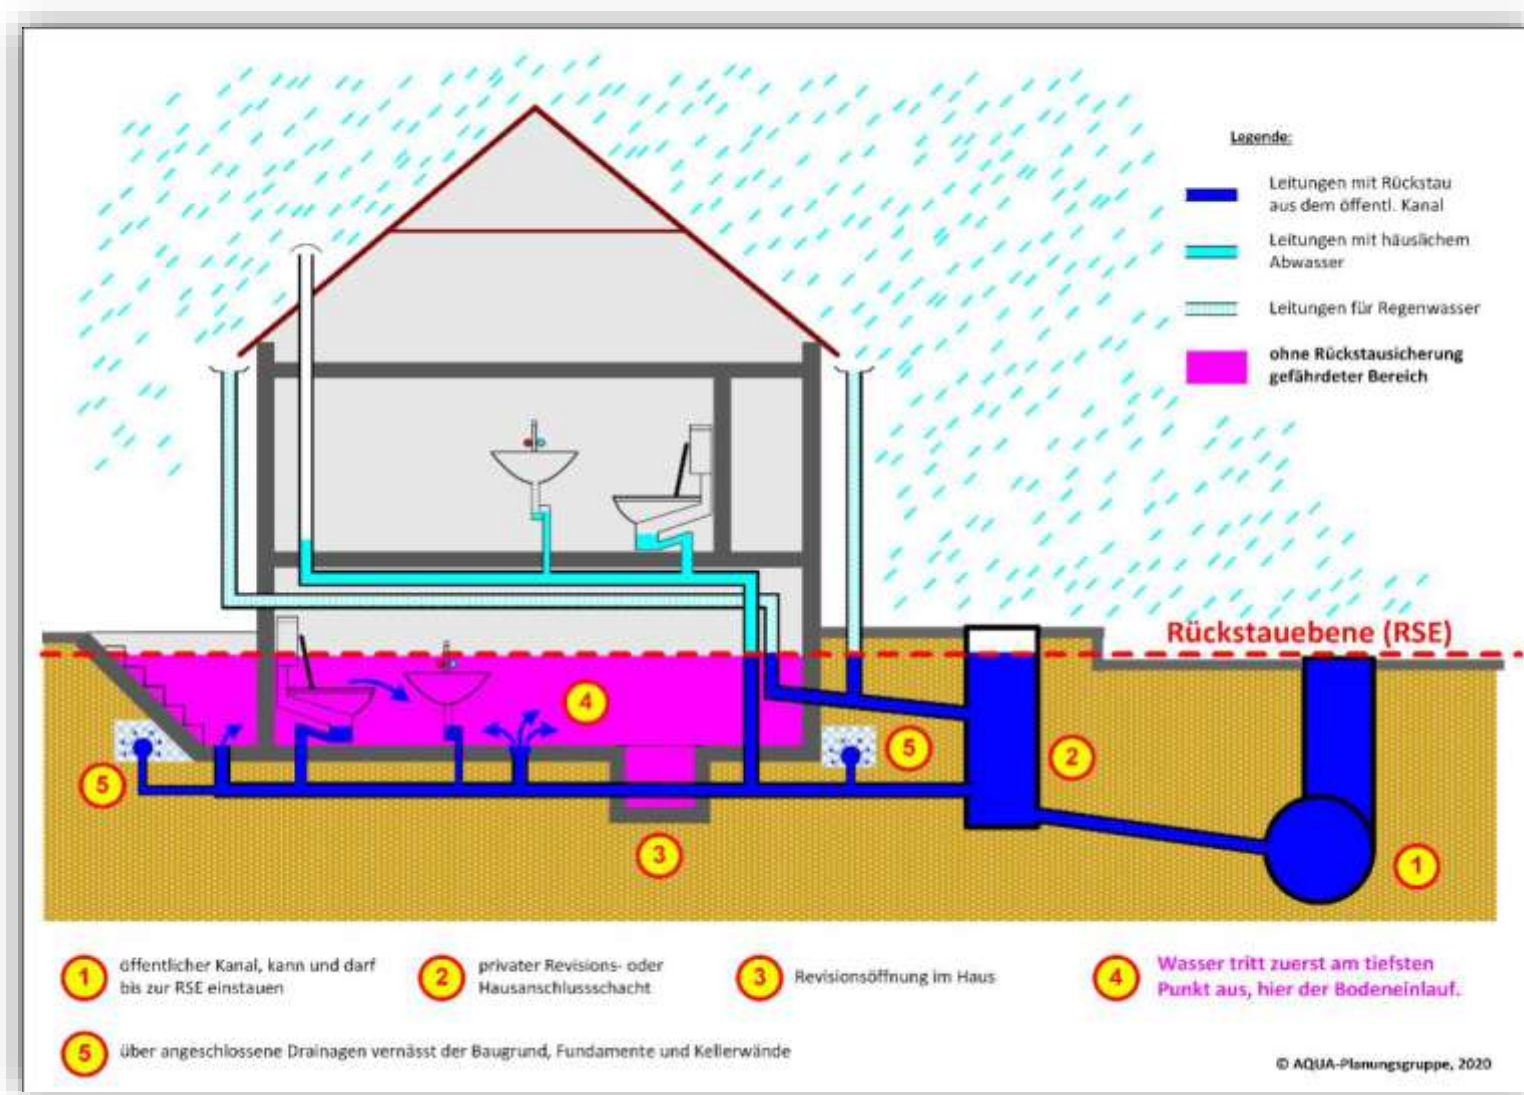 Legende:
Leitungen mit Rückstau
aus dem öffentl. Kanal
Leitungen mit häuslichem
Abwasser
Leitungen für Regenwasser
ohne Rückstausicherung
gefährdeter Bereich
Rückstauebene (RSE)
4
5
2
5
3
1
1 öffentlicher Kanal, kann und darf
bis zur RSE einstauen
2 privater Revisions- oder
Hausanschlussschacht
3 Revisionsöffnung im Haus
4 Wasser tritt zuerst am tiefsten
Punkt aus, hier der Bodeneinlauf.
5 über angeschlossene Drainagen vernässt der Baugrund, Fundamente und Kellerwände
© AQUA-Planungsgruppe, 2020